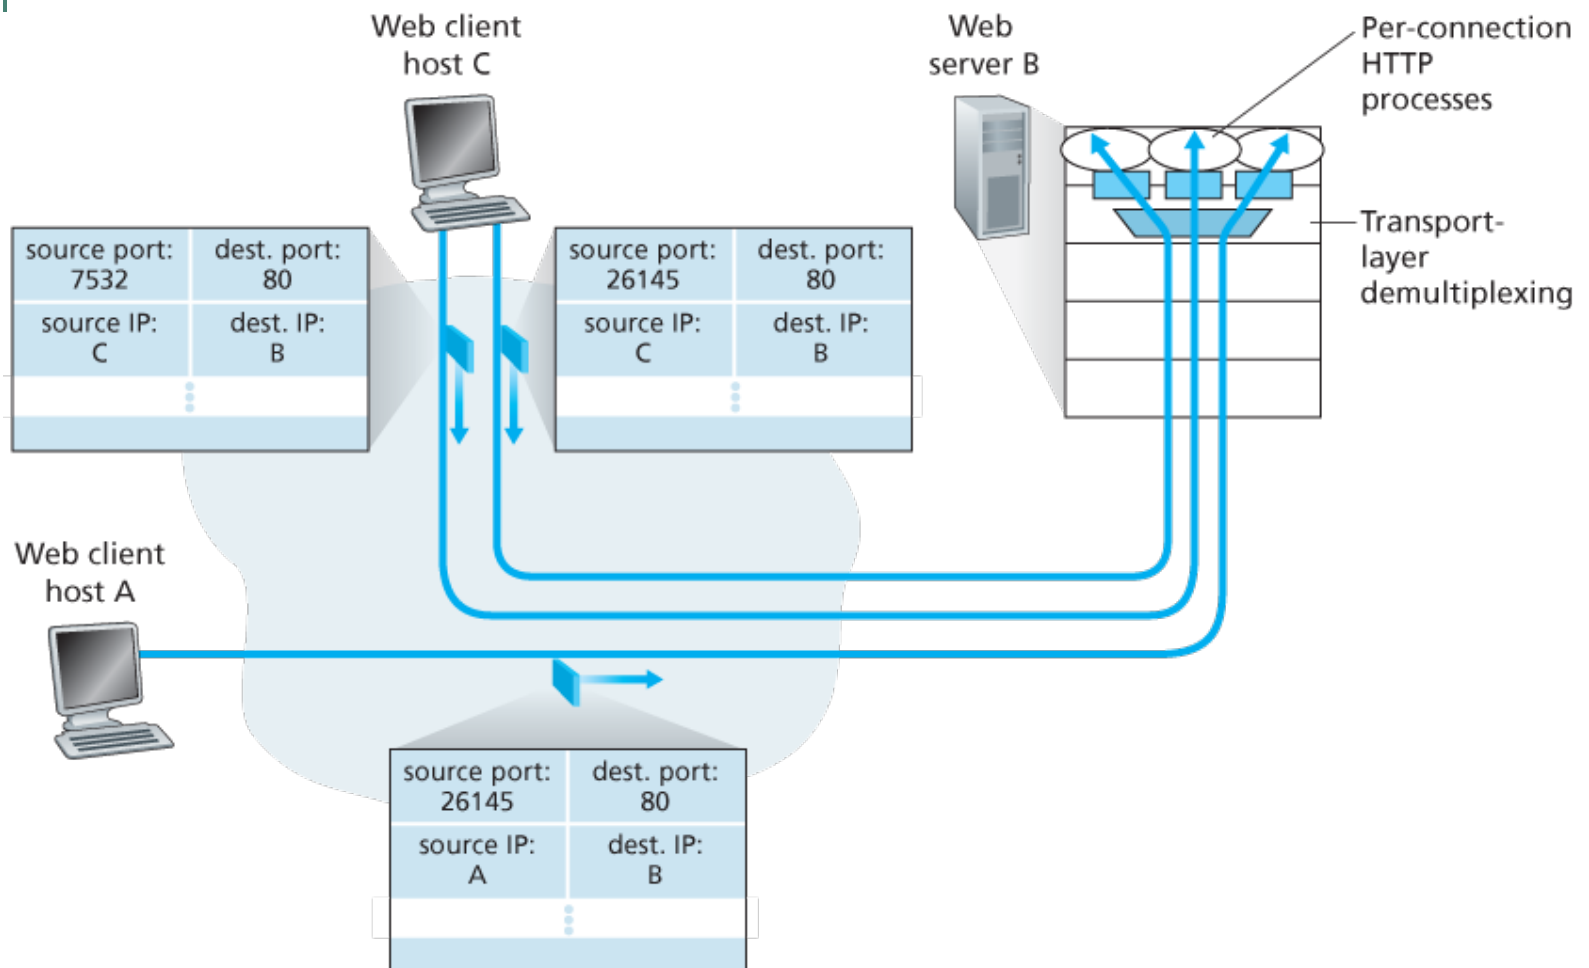 Web client
host C
Web
server B
Per-connection
HTTP
processes
Transport-
layer
demultiplexing
source port:
7532
dest. port:
80
source IP:
C
dest. IP:
B
source port:
26145
dest. port:
80
source IP:
C
dest. IP:
B
Web client
host A
source port:
26145
dest. port:
80
source IP:
A
dest. IP:
B